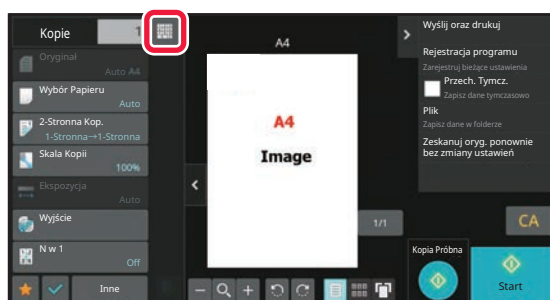 Kopie
1
Oryginał
Auto A4
Wybór Papieru
Auto
2-Stronna Kop.
1-Stronna→1-Stronna
Skala Kopii
100%
Ekspozycja
Auto
Wyjście
N w 1
Off
Inne
A4
A4
Image
1/1
Wyślij oraz drukuj
Rejestracja programu
Zarejestruj bieżące ustawienia
Przech. Tymcz.
Zapisz dane tymczasowo
Plik
Zapisz dane w folderze
Zeskanuj oryg. ponownie
bez zmiany ustawień
CA
Kopia Próbna
Start